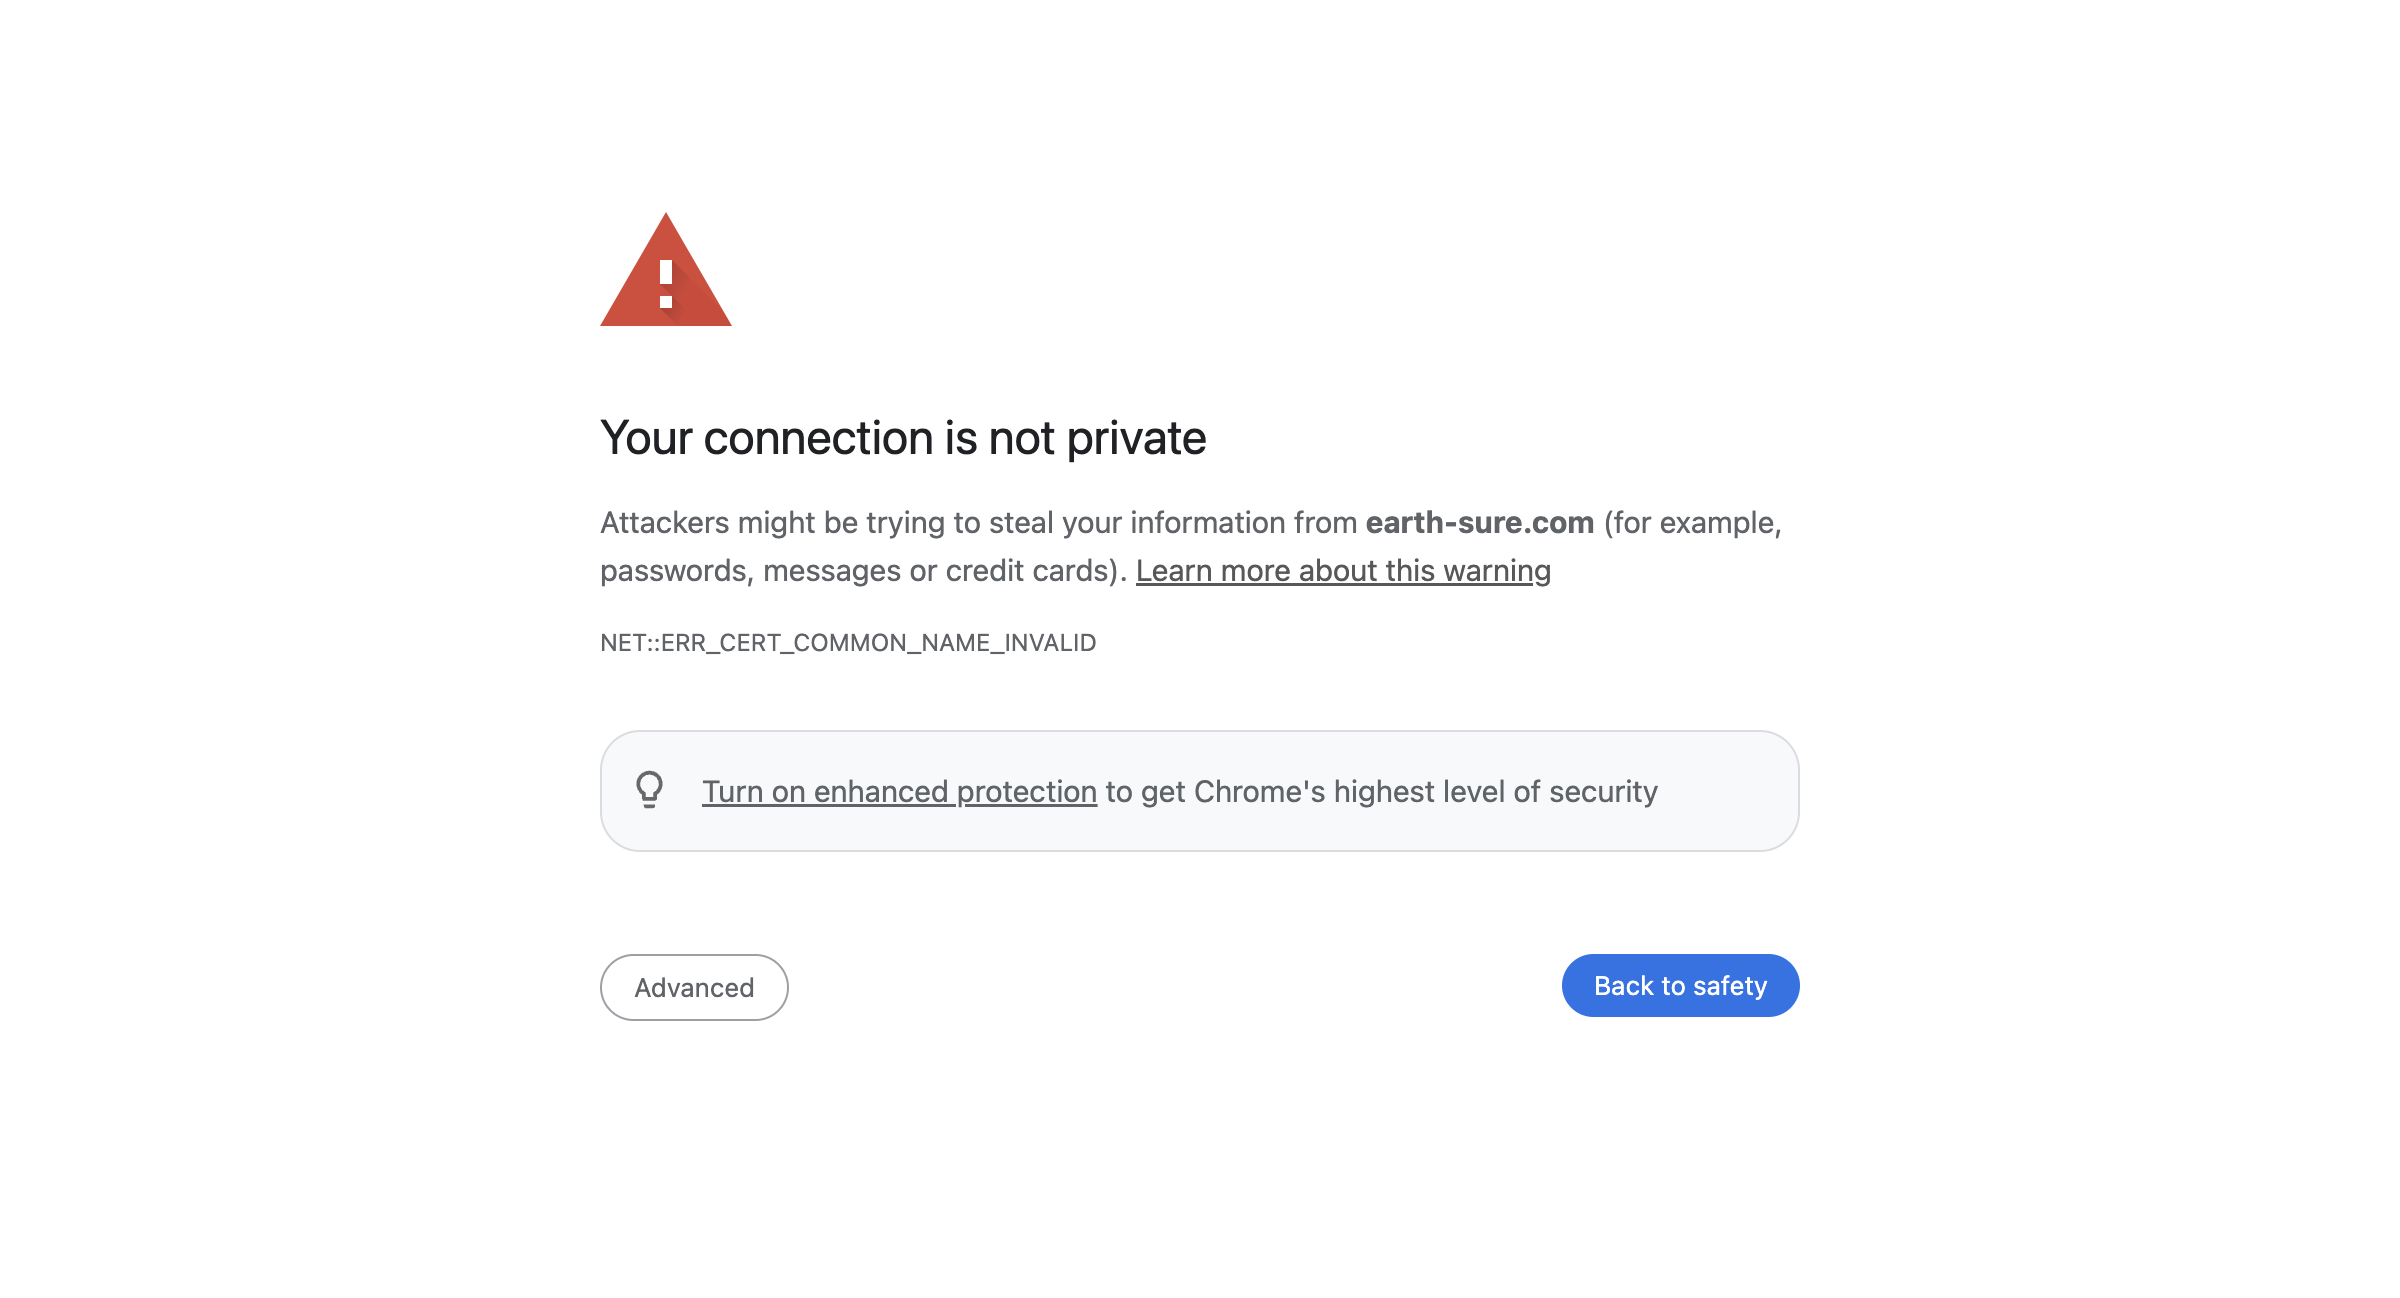 Your connection is not private
Attackers might be trying to steal your information from earth-sure.com (for example,
passwords, messages or credit cards). Learn more about this warning
NET::ERR_CERT_COMMON_NAME_INVALID
Turn on enhanced protection to get Chrome's highest level of security
Advanced
Back to safety